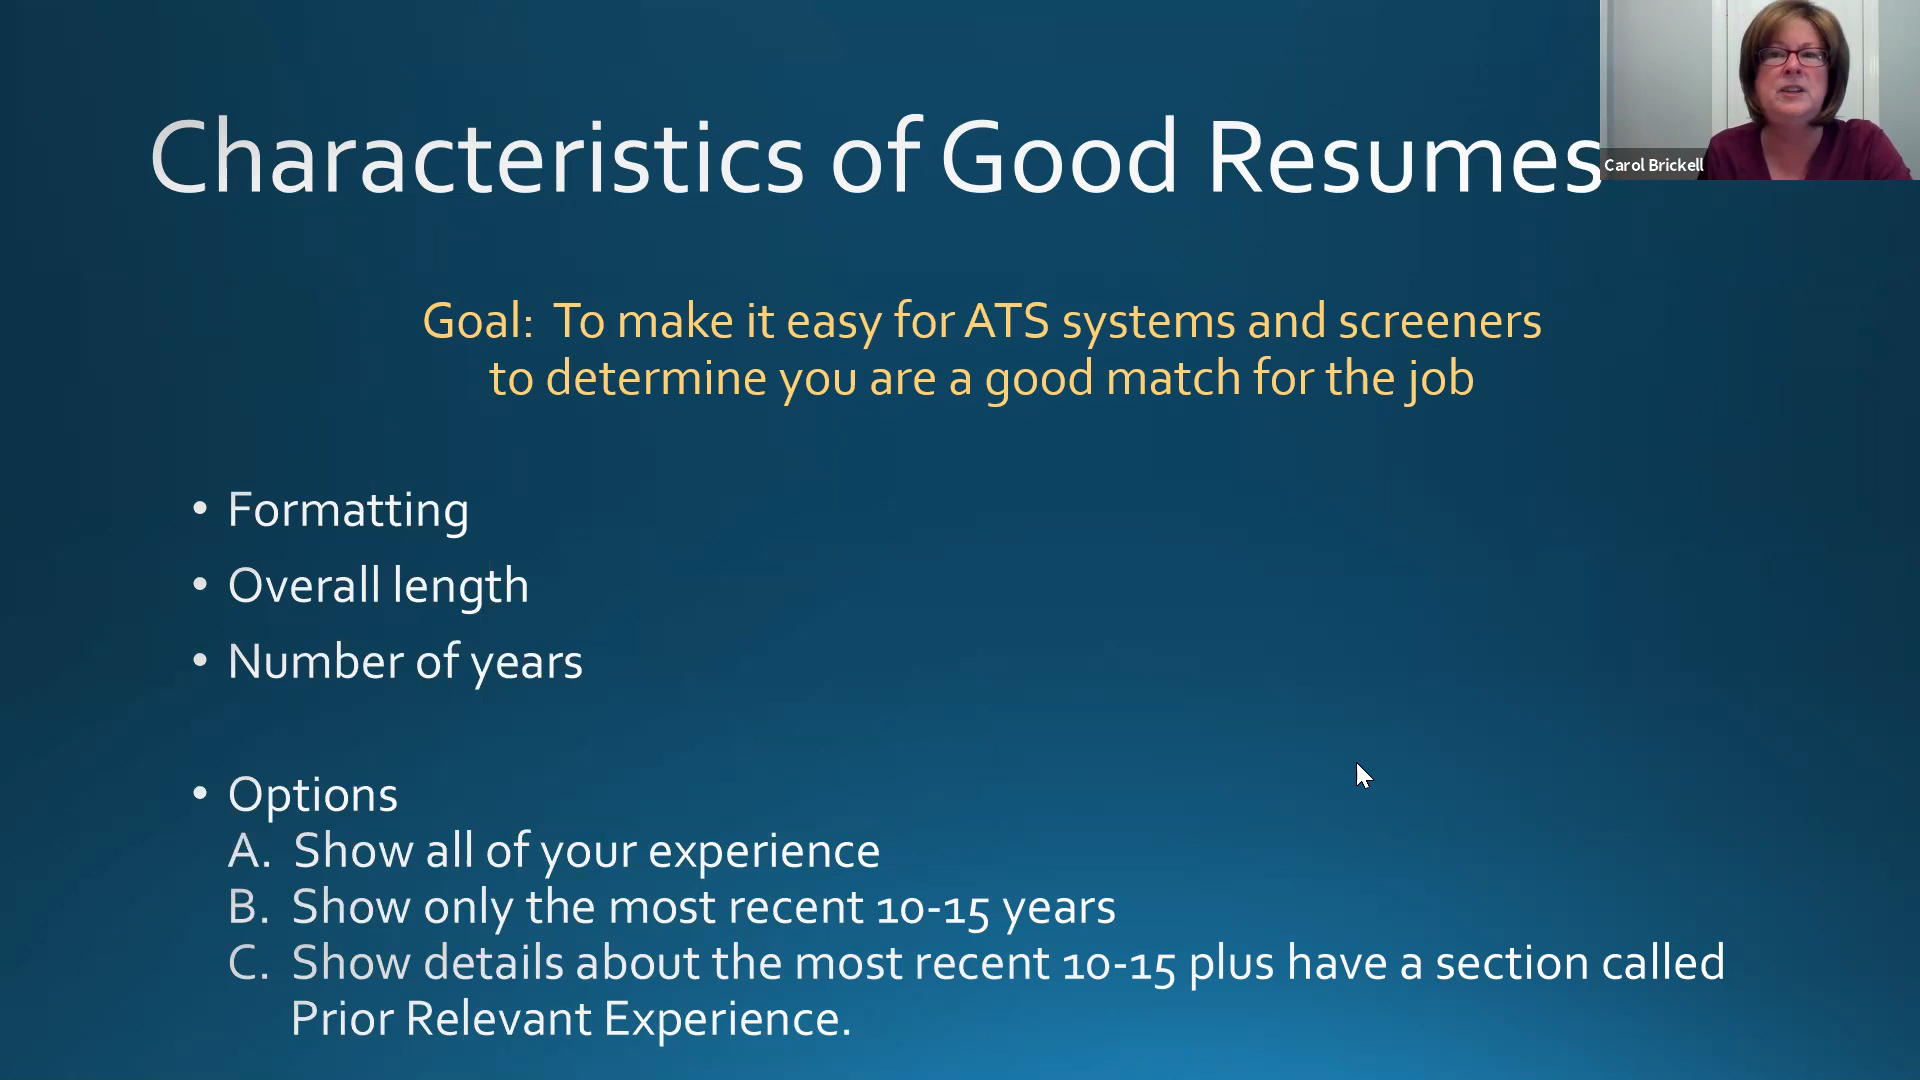 Characteristics of Good Resumes
Carol Brickell
Goal: To make it easy for ATS systems and screeners
to determine you are a good match for the job
• Formatting
• Overall length
• Number of years
• Options
A. Show all of your experience
B. Show only the most recent 10-15 years
C. Show details about the most recent 10-15 plus have a section called
Prior Relevant Experience.